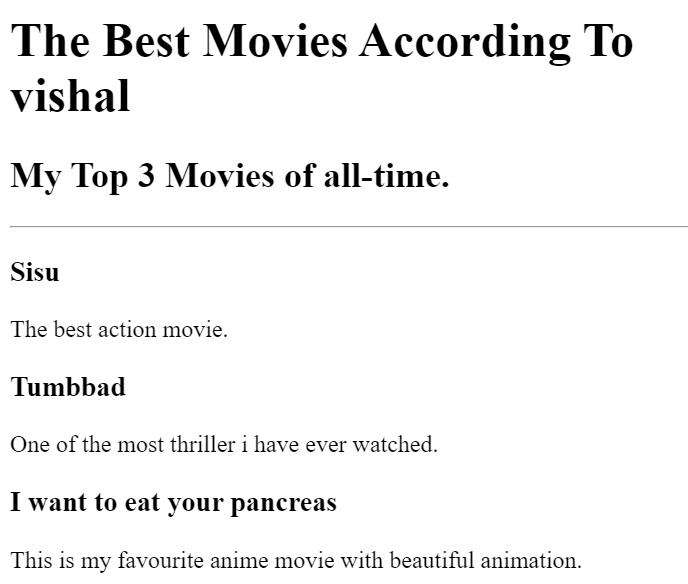 The Best Movies According To
vishal
My Top 3 Movies of all-time.
Sisu
The best action movie.
Tumbbad
One of the most thriller i have ever watched.
I want to eat your pancreas
This is my favourite anime movie with beautiful animation.